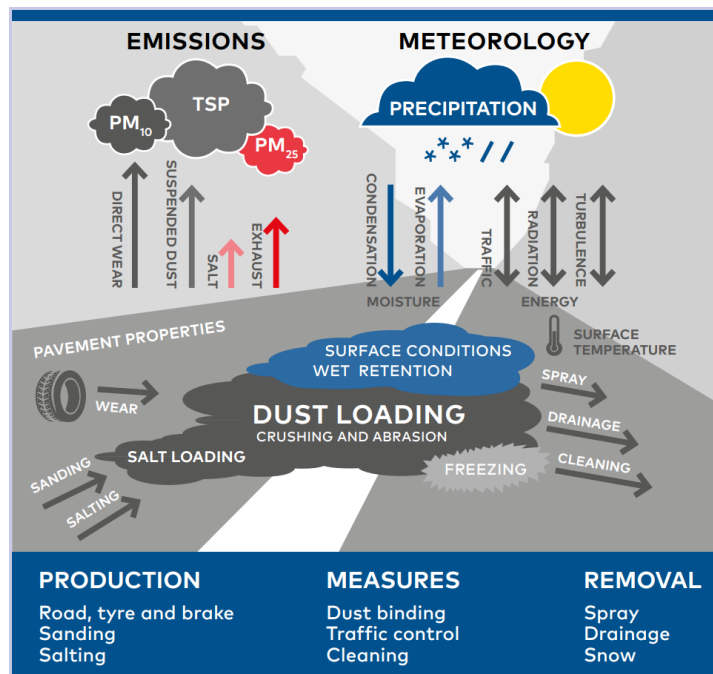 EMISSIONS
METEOROLOGY
TSP
PM10
PM25
PRECIPITATION
DIRECT WEAR
SUSPENDED DUST
SALT
EXHAUST
CONDENSATION
EVAPORATION
TRAFFIC
RADIATION
TURBULENCE
MOISTURE
ENERGY
PAVEMENT PROPERTIES
SURFACE
TEMPERATURE
SURFACE CONDITIONS
WET RETENTION
WEAR
DUST LOADING
CRUSHING AND ABRASION
SPRAY
DRAINAGE
CLEANING
SALT LOADING
FREEZING
SANDING
SALTING
PRODUCTION
Road, tyre and brake
Sanding
Salting
MEASURES
Dust binding
Traffic control
Cleaning
REMOVAL
Spray
Drainage
Snow